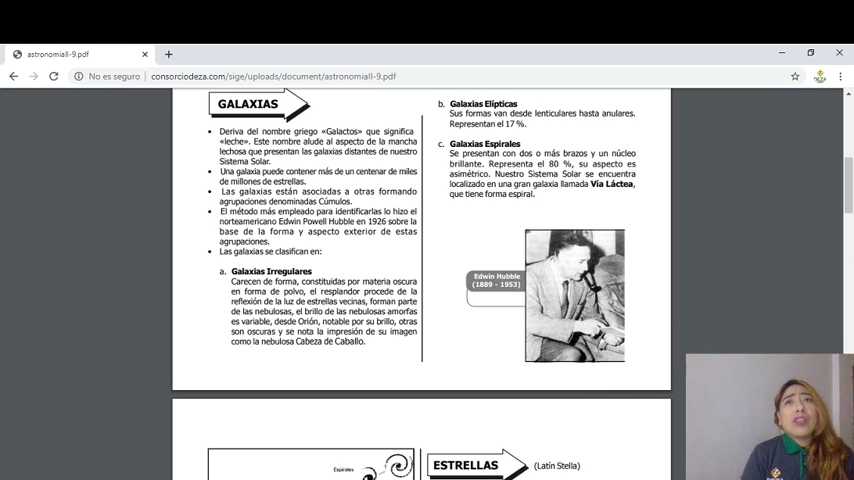 astronomiall-9.pdf
No es seguro
consorciodeza.com/sige/uploads/document/astronomiall-9.pdf
GALAXIAS
• Deriva del nombre griego «Galactos» que significa
«leche». Este nombre alude al aspecto de la mancha
lechosa que presentan las galaxias distantes de nuestro
Sistema Solar.
• Una galaxia puede contener más de un centenar de miles
de millones de estrellas.
• Las galaxias están asociadas a otras formando
agrupaciones denominadas Cúmulos.
• El método más empleado para identificarlas lo hizo el
norteamericano Edwin Powell Hubble en 1926 sobre la
base de la forma y aspecto exterior de estas
agrupaciones.
• Las galaxias se clasifican en:
a. Galaxias Irregulares
Carecen de forma, constituidas por materia oscura
en forma de polvo, el resplandor procede de la
reflexión de la luz de estrellas vecinas, forman parte
de las nebulosas, el brillo de las nebulosas amorfas
es variable, desde Orión, notable por su brillo, otras
son oscuras y se nota la impresión de su imagen
como la nebulosa Cabeza de Caballo.
b. Galaxias Elípticas
Sus formas van desde lenticulares hasta anulares.
Representan el 17 %.
c. Galaxias Espirales
Se presentan con dos o más brazos y un núcleo
brillante. Representa el 80 %, su aspecto es
asimétrico. Nuestro Sistema Solar se encuentra
localizado en una gran galaxia llamada Vía Láctea,
que tiene forma espiral.
Edwin Hubble
(1889 - 1953)
Espirales
ESTRELLAS
(Latín Stella)